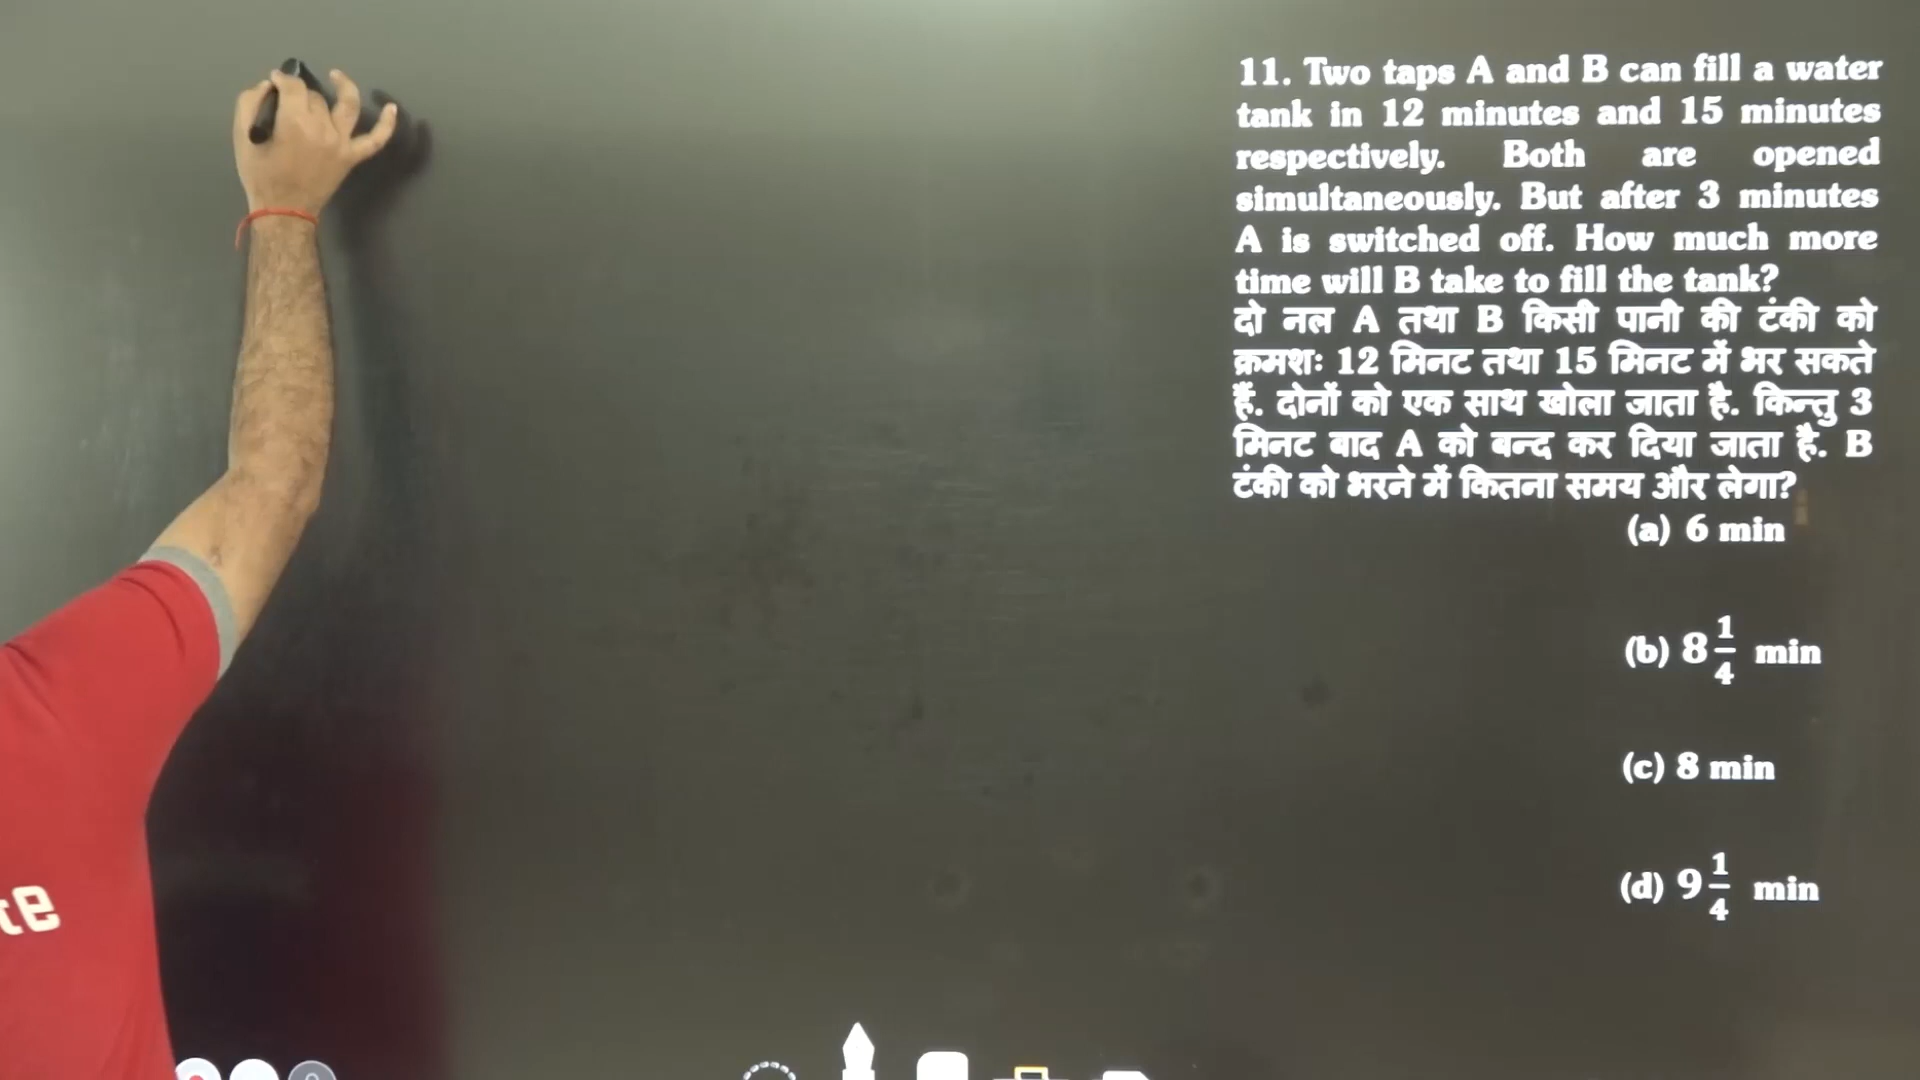 11. Two taps A and B can fill a water
tank in 12 minutes and 15 minutes
respectively. Both are opened
simultaneously. But after 3 minutes
A is switched off. How much more
time will B take to fill the tank?
दो नल A तथा B किसी पानी की टंकी को
क्रमशः 12 मिनट तथा 15 मिनट में भर सकते
हैं. दोनों को एक साथ खोला जाता है. किन्तु 3
मिनट बाद A को बन्द कर दिया जाता है. B
टंकी को भरने में कितना समय और लेगा?
(a) 6 min
(b) 8 1/4 min
(c) 8 min
(d) 9 1/4 min
te